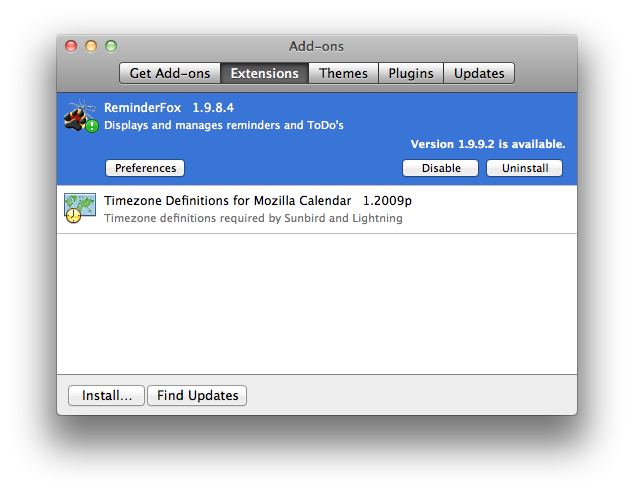 Add-ons
Get Add-ons Extensions Themes Plugins Updates
ReminderFox 1.9.8.4
Displays and manages reminders and ToDo's
Version 1.9.9.2 is available.
Preferences Disable Uninstall
Timezone Definitions for Mozilla Calendar 1.2009p
Timezone definitions required by Sunbird and Lightning
Install... Find Updates